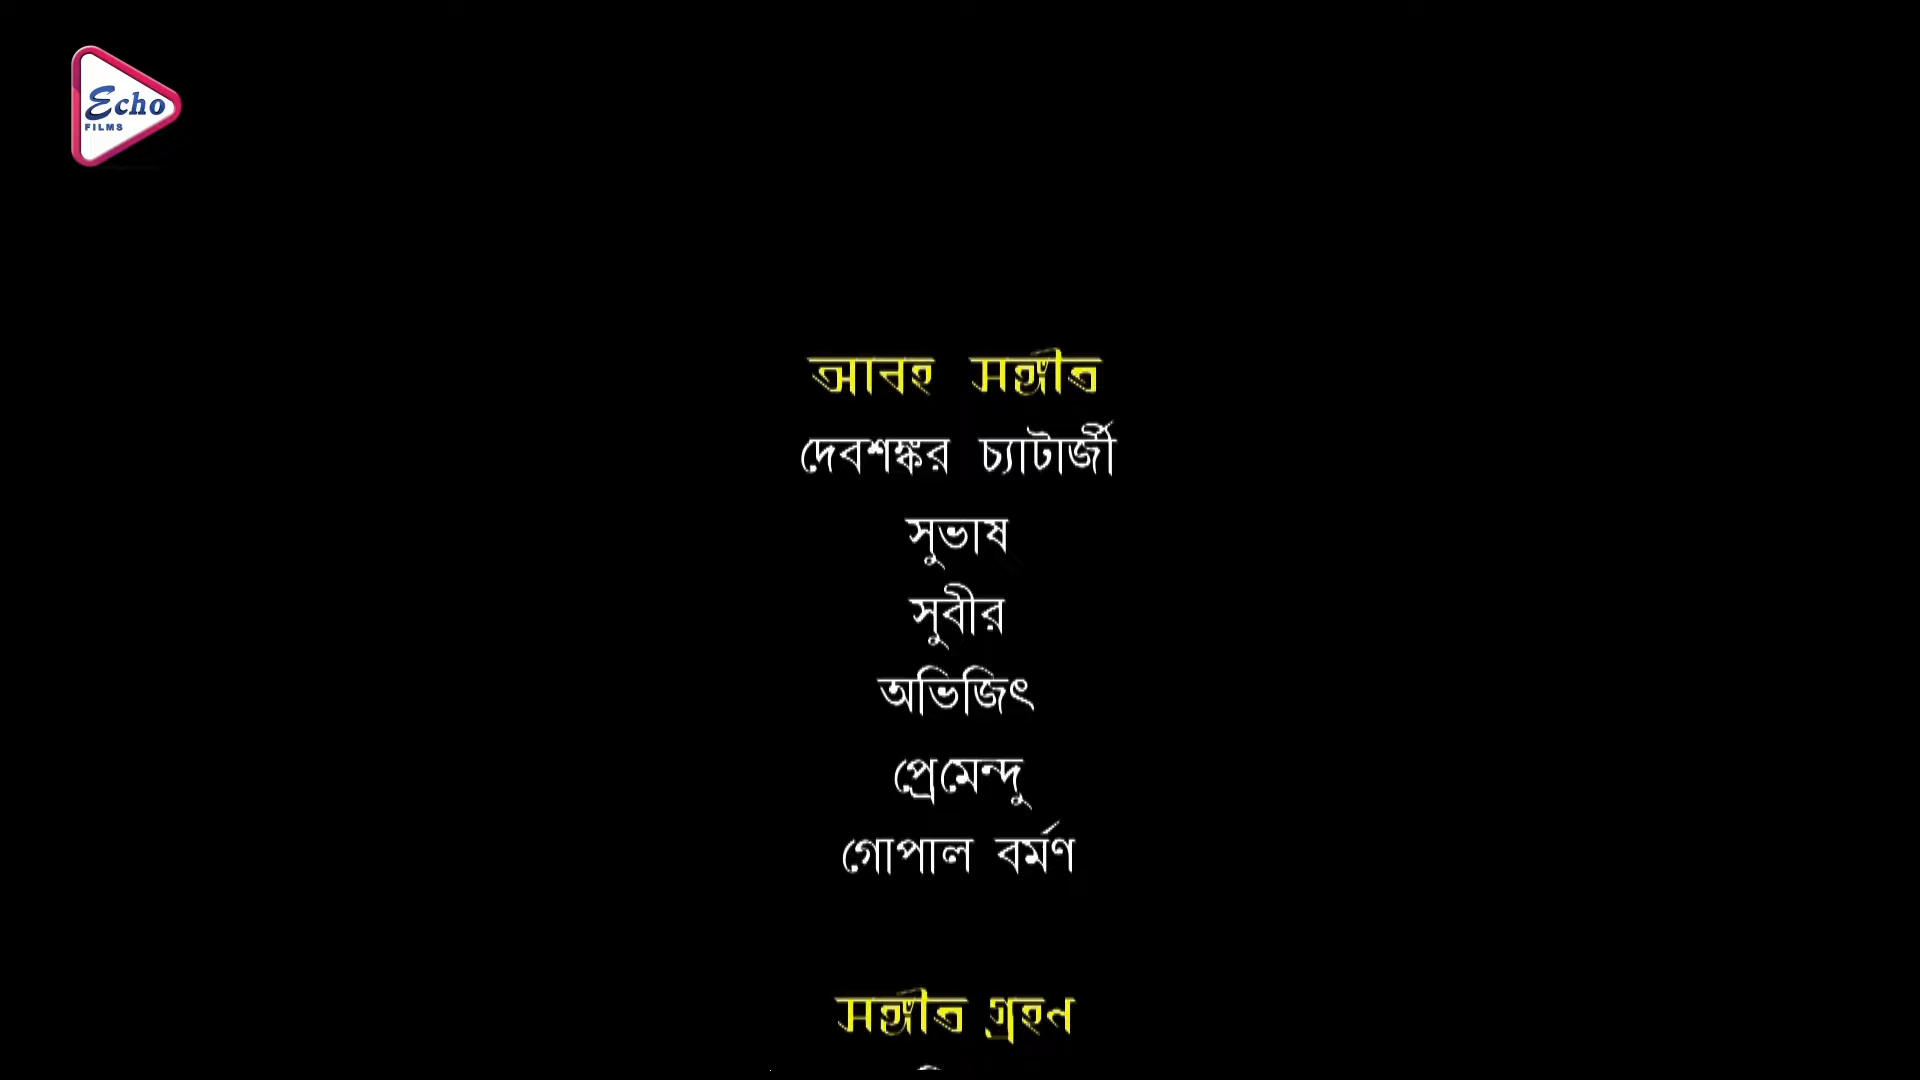 Echo
FILMS
আবহ সঙ্গীত
দেবশঙ্কর চ্যাটার্জী
সুভাষ
সুবীর
অভিজিৎ
প্রেমেন্দু
গোপাল বর্মণ
সঙ্গীত গ্রহণ